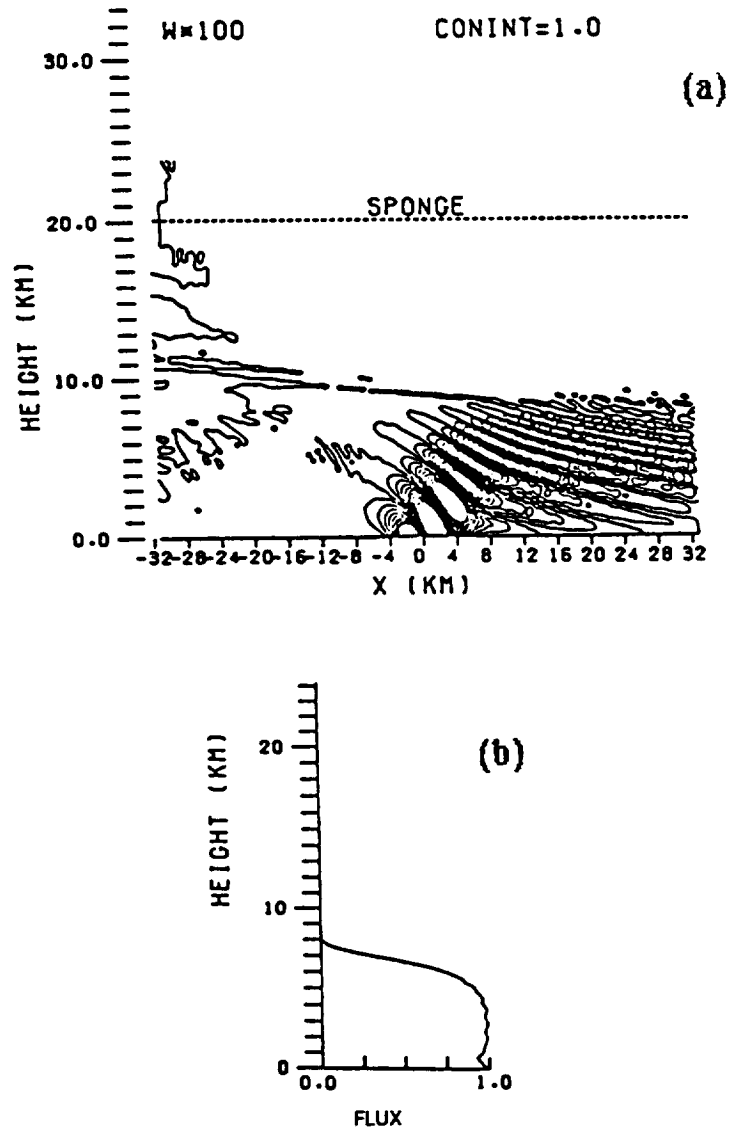 W*100 CONINT=1.0
(a)
30.0
SPONGE
20.0
HEIGHT (KM)
10.0
0.0
-32-28-24-20-16-12-8 -4 0 4 8 12 16 20 24 28 32
X (KM)
(b)
HEIGHT (KM)
20
10
0
0.0 1.0
FLUX